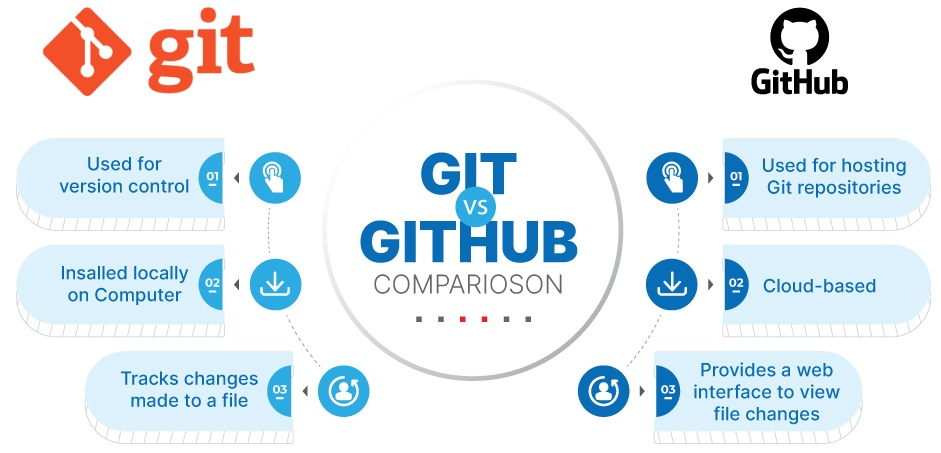 git
GitHub
GIT
VS
GITHUB
COMPARIOSON
Used for
version control
01
Insalled locally
on Computer
02
Tracks changes
made to a file
03
01
Used for hosting
Git repositories
02
Cloud-based
03
Provides a web
interface to view
file changes